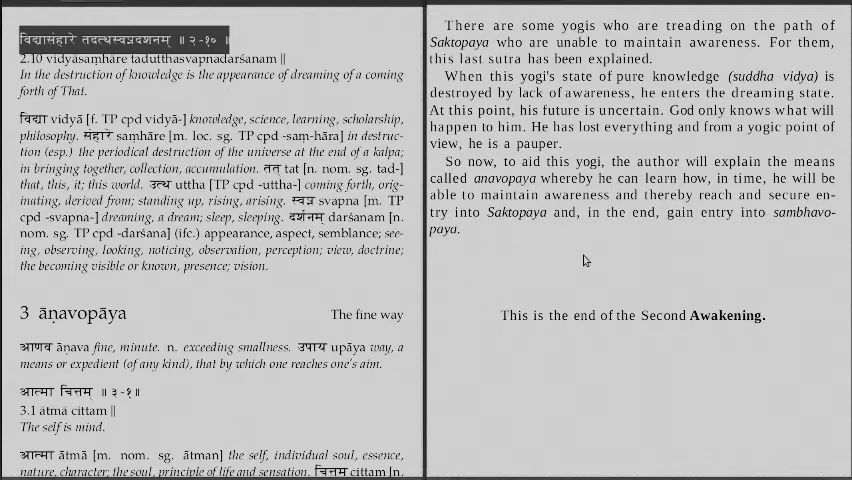 विद्यासंहारे तदुत्थस्वप्नदर्शनम् ॥ २-१० ॥
2.10 vidyāsaṃhāre tadutthasvapnadarśanam ||
In the destruction of knowledge is the appearance of dreaming of a coming
forth of That.
विद्या vidyā [f. TP cpd vidyā-] knowledge, science, learning, scholarship,
philosophy. संहारे saṃhāre [m. loc. sg. TP cpd -saṃ-hāra] in destruc-
tion (esp.) the periodical destruction of the universe at the end of a kalpa;
in bringing together, collection, accumulation. तत् tat [n. nom. sg. tad-]
that, this, it; this world. उत्थ uttha [TP cpd -uttha-] coming forth, orig-
inating, derived from; standing up, rising, arising. स्वप्न svapna [m. TP
cpd -svapna-] dreaming, a dream; sleep, sleeping. दर्शनम् darśanam [n.
nom. sg. TP cpd -darśana] (ifc.) appearance, aspect, semblance; see-
ing, observing, looking, noticing, observation, perception; view, doctrine;
the becoming visible or known, presence; vision.
3 āṇavopāya The fine way
आणव āṇava fine, minute. n. exceeding smallness. उपाय upāya way, a
means or expedient (of any kind), that by which one reaches one's aim.
आत्मा चित्तम् ॥ ३-१॥
3.1 ātmā cittam ||
The self is mind.
आत्मा ātmā [m. nom. sg. ātman] the self, individual soul, essence,
nature, character; the soul, principle of life and sensation. चित्तम् cittam [n.
There are some yogis who are treading on the path of
Saktopaya who are unable to maintain awareness. For them,
this last sutra has been explained.
When this yogi's state of pure knowledge (suddha vidya) is
destroyed by lack of awareness, he enters the dreaming state.
At this point, his future is uncertain. God only knows what will
happen to him. He has lost everything and from a yogic point of
view, he is a pauper.
So now, to aid this yogi, the author will explain the means
called anavopaya whereby he can learn how, in time, he will be
able to maintain awareness and thereby reach and secure en-
try into Saktopaya and, in the end, gain entry into sambhavo-
paya.
This is the end of the Second Awakening.